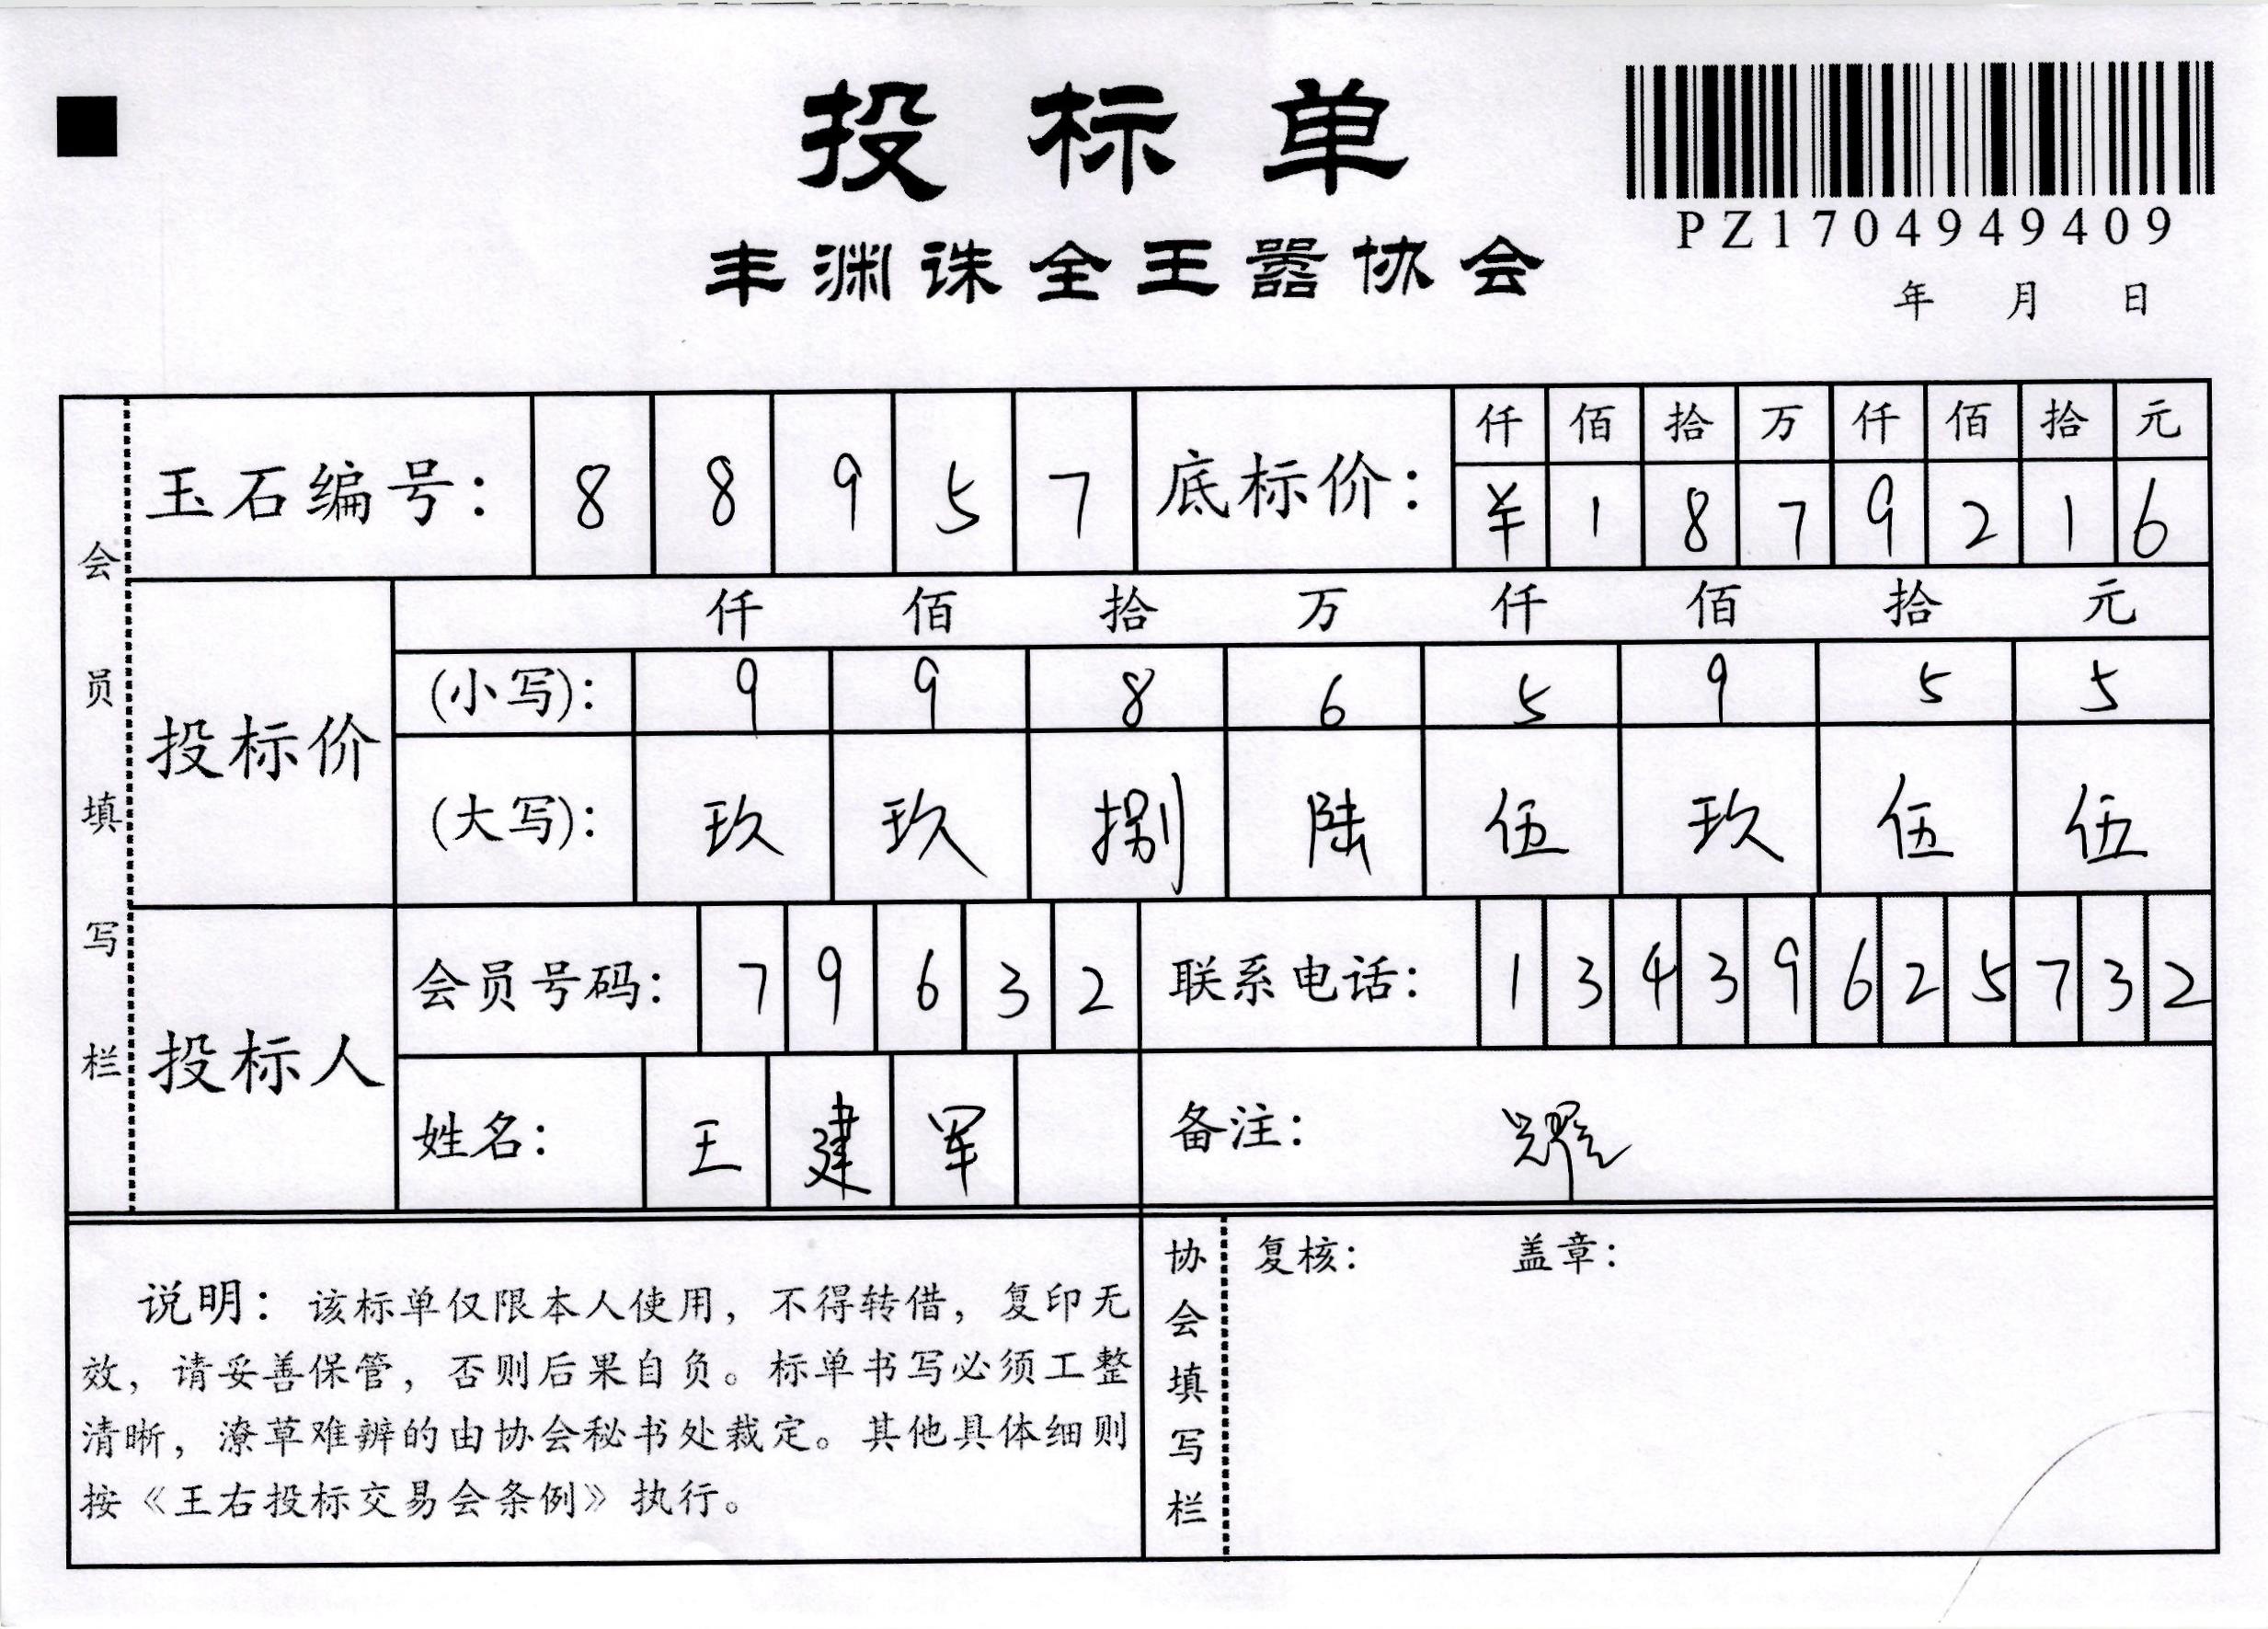 投标单
丰渊诛全王嚣协会
PZ1704949409
年 月 日
会员填写栏
玉石编号: 8 8 9 5 7
底标价: 仟 佰 拾 万 仟 佰 拾 元
¥ 1 8 7 9 2 1 6
投标价
仟 佰 拾 万 仟 佰 拾 元
(小写): 9 9 8 6 5 9 5 5
(大写): 玖 玖 捌 陆 伍 玖 伍 伍
投标人
会员号码: 7 9 6 3 2
联系电话: 1 3 4 3 9 6 2 5 7 3 2
姓名: 王 建 军
备注: 耀
说明: 该标单仅限本人使用, 不得转借, 复印无
效, 请妥善保管, 否则后果自负。标单书写必须工整
清晰, 潦草难辨的由协会秘书处裁定。其他具体细则
按《王右投标交易会条例》执行。
协会填写栏
复核: 盖章: